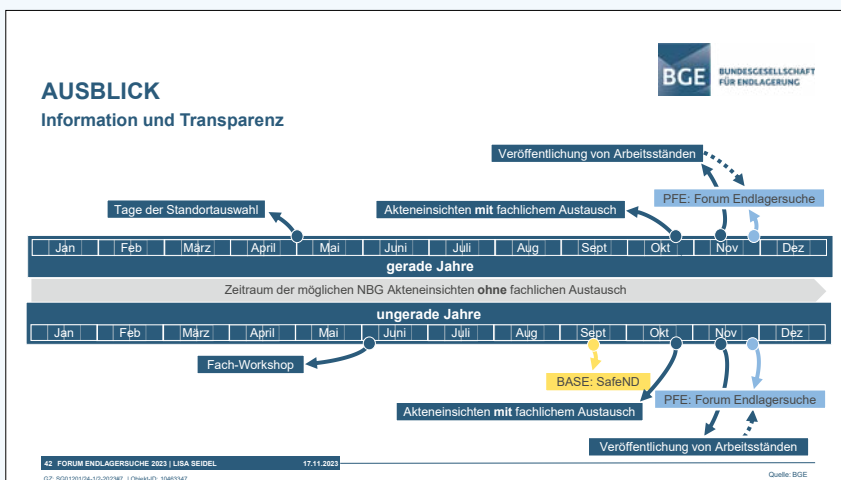 BGE BUNDESGESELLSCHAFT
FÜR ENDLAGERUNG
AUSBLICK
Information und Transparenz
Veröffentlichung von Arbeitsständen
PFE: Forum Endlagersuche
Tage der Standortauswahl
Akteneinsichten mit fachlichem Austausch
Jan Feb März April Mai Juni Juli Aug Sept Okt Nov Dez
gerade Jahre
Zeitraum der möglichen NBG Akteneinsichten ohne fachlichen Austausch
ungerade Jahre
Jan Feb März April Mai Juni Juli Aug Sept Okt Nov Dez
Fach-Workshop
BASE: SafeND
PFE: Forum Endlagersuche
Akteneinsichten mit fachlichem Austausch
Veröffentlichung von Arbeitsständen
42 FORUM ENDLAGERSUCHE 2023 | LISA SEIDEL 17.11.2023
Quelle: BGE